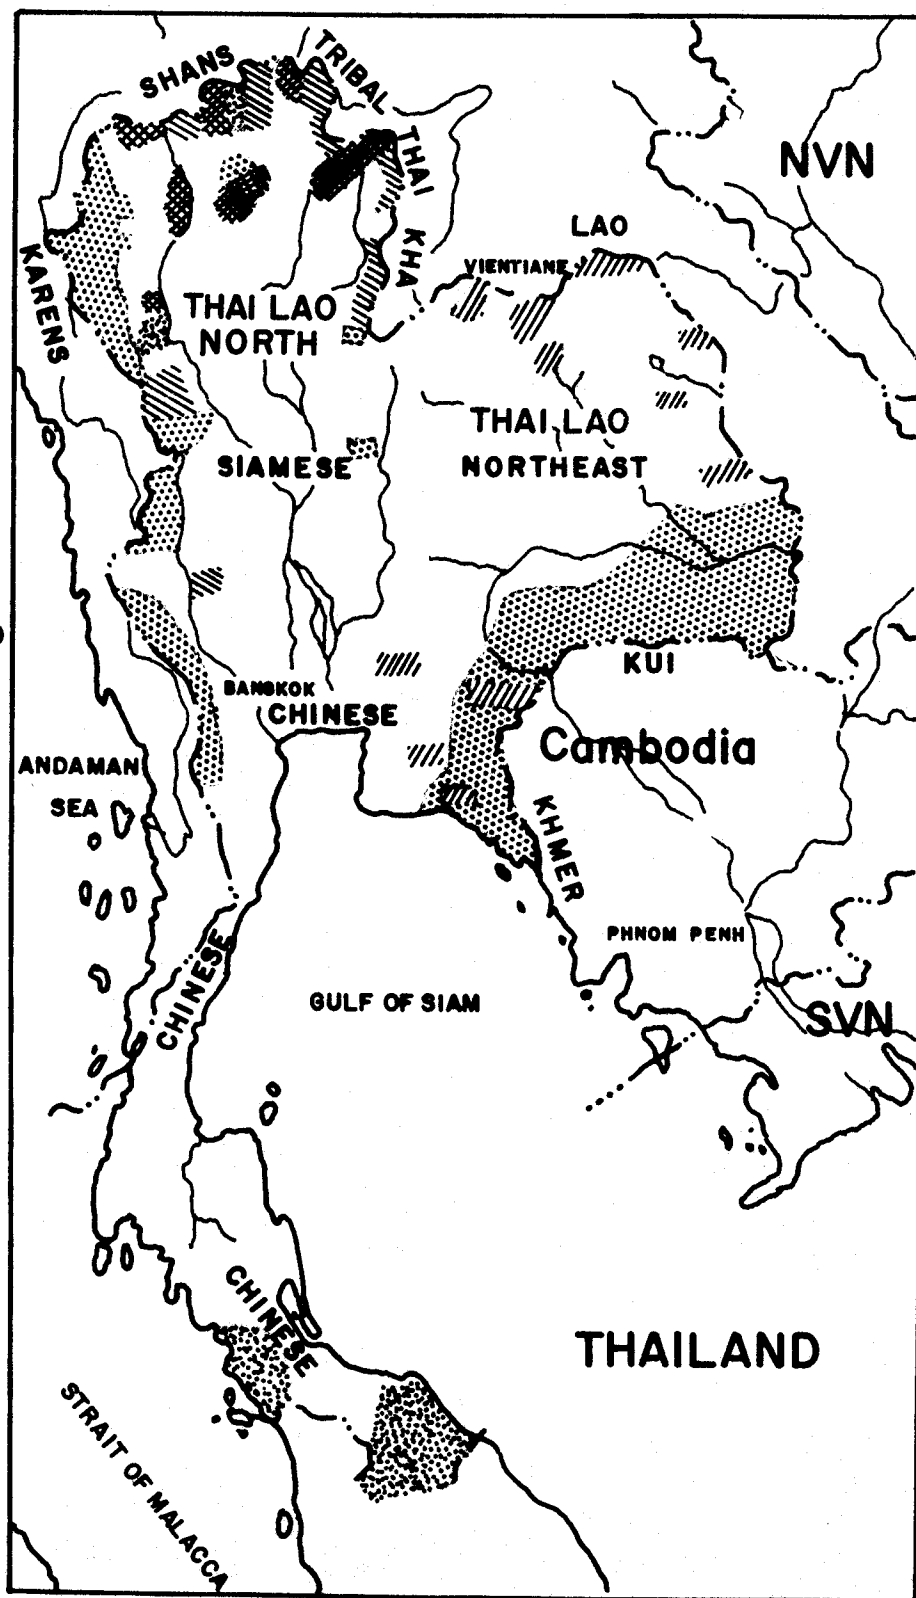 SHANS
TRIBAL
THAI
NVN
KHA
LAO
KARENS
VIENTIANE
THAI LAO
NORTH
THAI LAO
NORTHEAST
SIAMESE
KUI
BANGKOK
CHINESE
Cambodia
ANDAMAN
SEA
KHMER
PHNOM PENH
CHINESE
GULF OF SIAM
SVN
CHINESE
THAILAND
STRAIT OF MALACCA